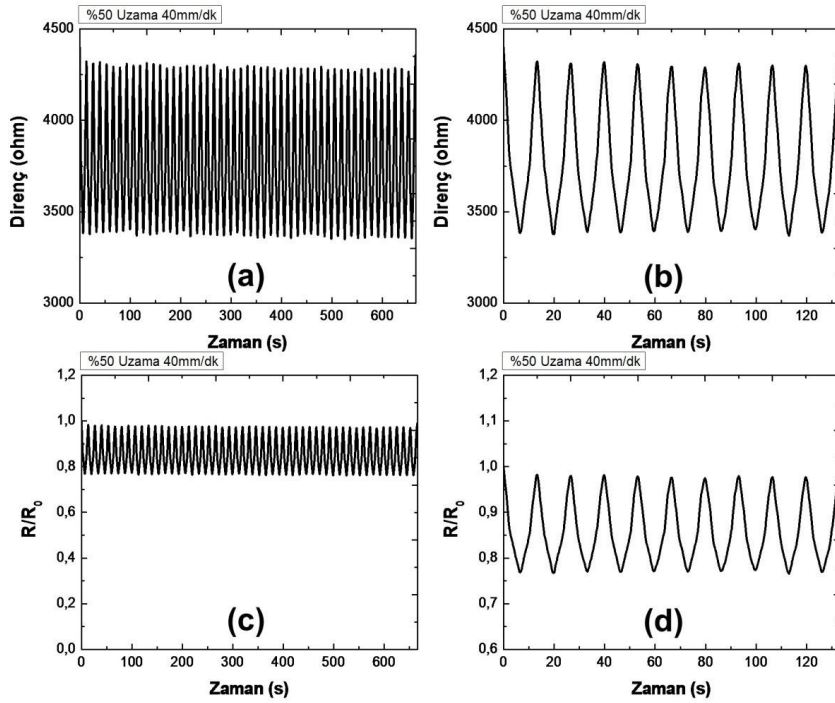 %50 Uzama 40mm/dk
4500
4000
3500
3000
Direnç (ohm)
(a)
0 100 200 300 400 500 600
Zaman (s)
%50 Uzama 40mm/dk
4500
4000
3500
3000
Direnç (ohm)
(b)
0 20 40 60 80 100 120
Zaman (s)
%50 Uzama 40mm/dk
1,2
1,0
0,8
0,6
0,4
0,2
0,0
R/R0
(c)
0 100 200 300 400 500 600
Zaman (s)
%50 Uzama 40mm/dk
1,2
1,1
1,0
0,9
0,8
0,7
0,6
R/R0
(d)
0 20 40 60 80 100 120
Zaman (s)